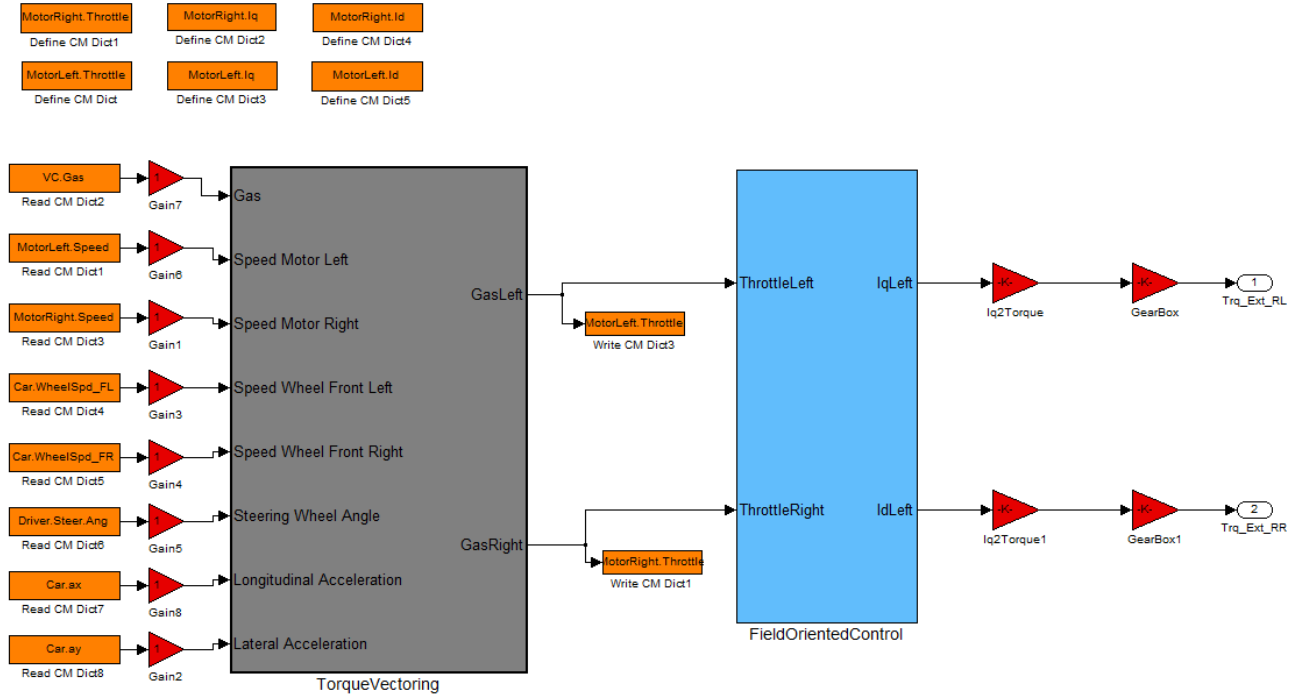 MotorRight.Throttle
Define CM Dict1
MotorRight.Iq
Define CM Dict2
MotorRight.Id
Define CM Dict4
MotorLeft.Throttle
Define CM Dict
MotorLeft.Iq
Define CM Dict3
MotorLeft.Id
Define CM Dict5
VC.Gas
Read CM Dict2
1
Gain7
MotorLeft.Speed
Read CM Dict1
1
Gain6
MotorRight.Speed
Read CM Dict3
1
Gain1
Car.WheelSpd_FL
Read CM Dict4
1
Gain3
Car.WheelSpd_FR
Read CM Dict5
1
Gain4
Driver.Steer.Ang
Read CM Dict6
1
Gain5
Car.ax
Read CM Dict7
1
Gain8
Car.ay
Read CM Dict8
1
Gain2
Gas
Speed Motor Left
Speed Motor Right
Speed Wheel Front Left
Speed Wheel Front Right
Steering Wheel Angle
Longitudinal Acceleration
Lateral Acceleration
GasLeft
GasRight
TorqueVectoring
MotorLeft.Throttle
Write CM Dict3
MotorRight.Throttle
Write CM Dict1
ThrottleLeft
IqLeft
ThrottleRight
IdLeft
FieldOrientedControl
-K-
Iq2Torque
-K-
GearBox
1
Trq_Ext_RL
-K-
Iq2Torque1
-K-
GearBox1
2
Trq_Ext_RR